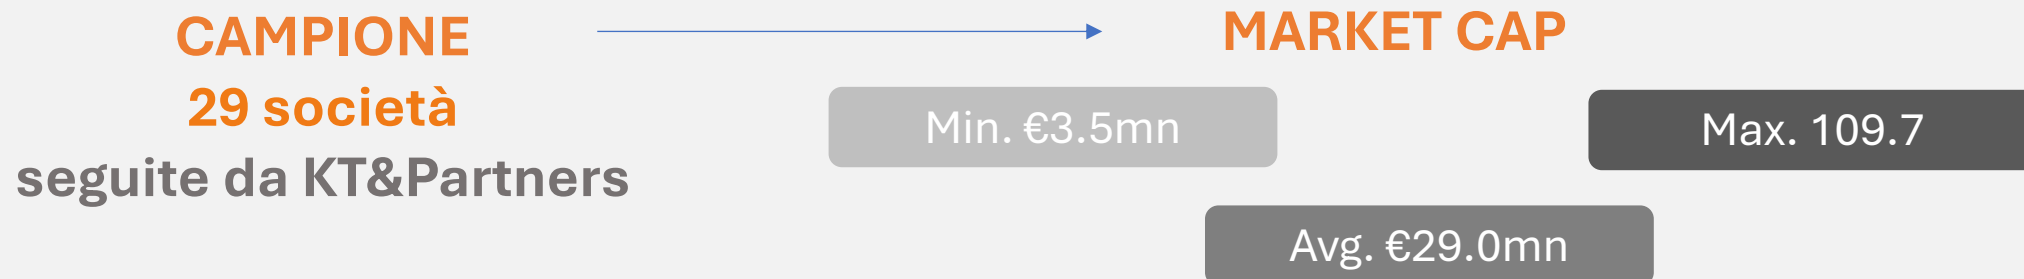 CAMPIONE
29 società
seguite da KT&Partners
MARKET CAP
Min. €3.5mn
Max. 109.7
Avg. €29.0mn